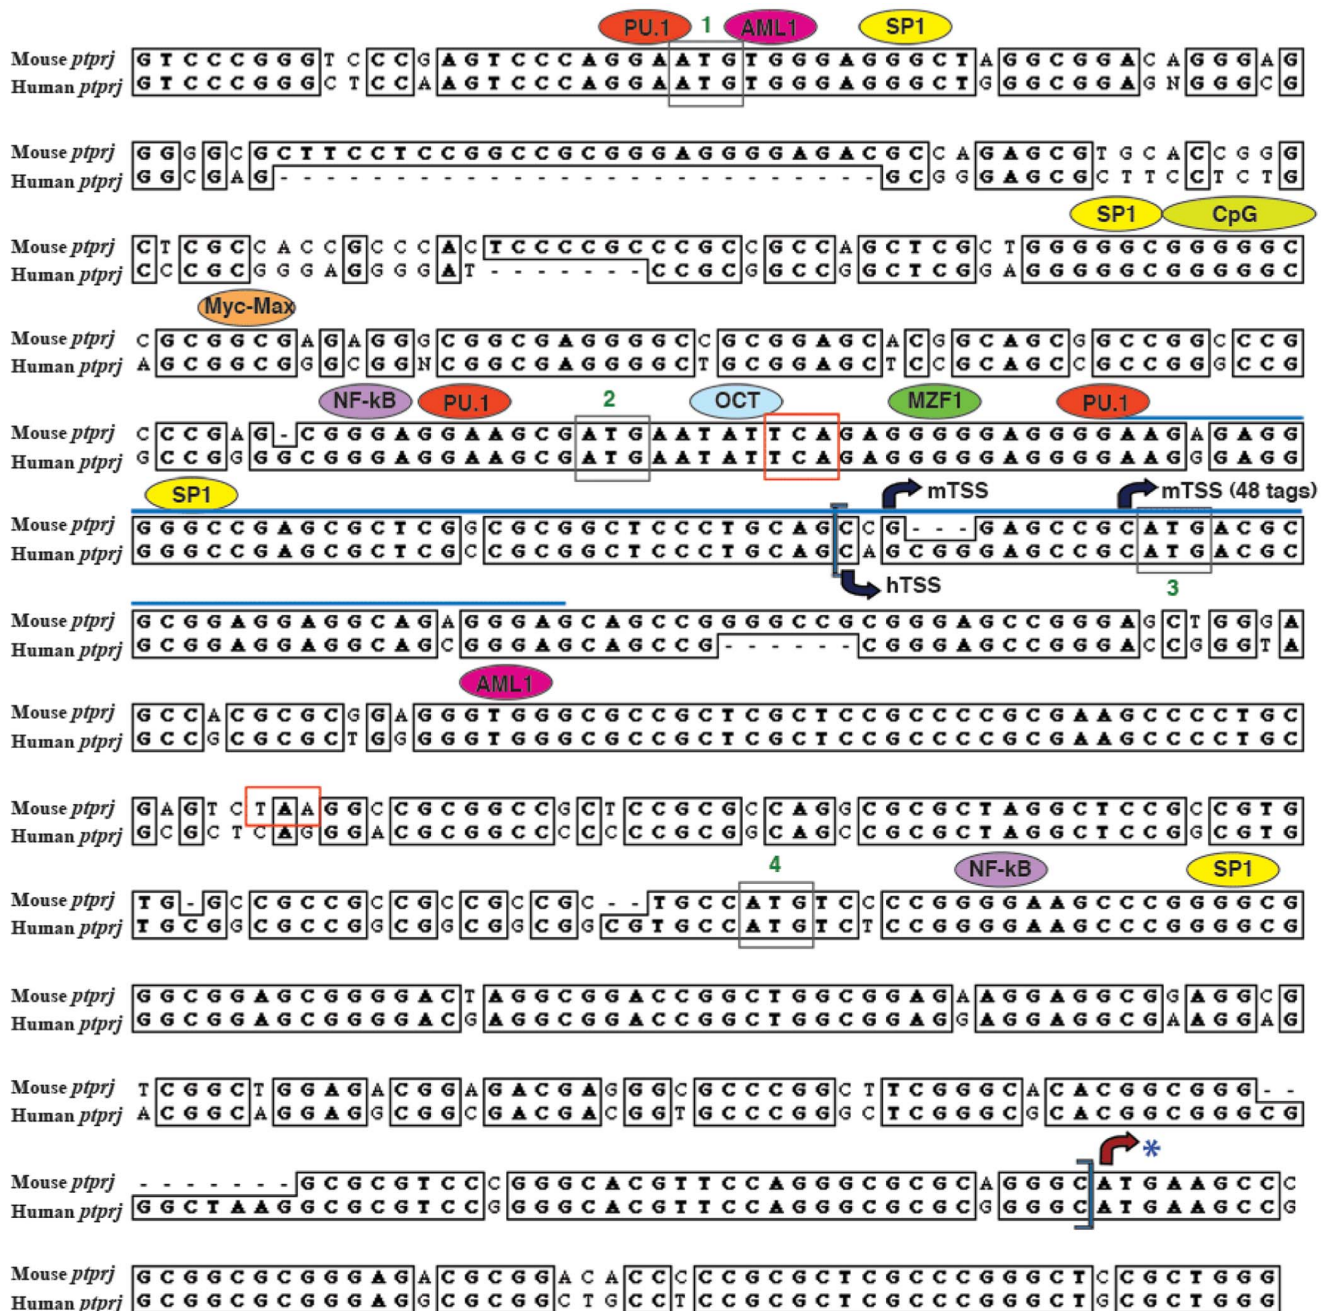 PU.1 1 AML1 SP1
Mouse ptprj GTCCCGGGTCCCGAGTCCCAGGAATGTGGGAGGGCTAGGCGGACAGGGAG
Human ptprj GTCCCGGGCTCCAAGTCCCAGGAATGTGGGAGGGCTGGGCGGAGNGGGCG
Mouse ptprj GGGGCGCTTCCTCCGGCCGCGGGAGGGGAGACGCCAGAGCGTGCACCGGG
Human ptprj GGCGAG--------------------------GCGGGAGCGCTTCCTCTG
SP1 CpG
Mouse ptprj CTCGCCACCGCCCACTCCCCGCCCGCCGCCAGCTCGCTGGGGGCGGGGGC
Human ptprj CCCGCGGGAGGGGAT-------CCGCGGCCGGCTCGGAGGGGGCGGGGGC
Myc-Max
Mouse ptprj CGCGGCGAGAGGGCGGCGAGGGGCCGCGGAGCACGGCAGCGGCCGGCCCG
Human ptprj AGCGGCGGGCGGNCGGCGAGGGGCTGCGGAGCTCCGCAGCCGCCGGGCCG
NF-kB PU.1 2 OCT MZF1 PU.1
Mouse ptprj CCCGAG-CGGGAGGAAGCGATGAATATTCAGAGGGGGAGGGGAAGAGAGG
Human ptprj GCCGGGGCGGGAGGAAGCGATGAATATTCAGAGGGGGAGGGGAAGGGAGG
SP1 mTSS mTSS (48 tags)
Mouse ptprj GGGCCGAGCGCTCGGCGCGGCTCCCTGCAGCCG---GAGCCGCATGACGC
Human ptprj GGGCCGAGCGCTCGCCGCGGCTCCCTGCAGCAGCGGGAGCCGCATGACGC
hTSS 3
Mouse ptprj GCGGAGGAGGCAGAGGGAGCAGCCGGGGCCGCGGGAGCCGGGAGCTGGGA
Human ptprj GCGGAGGAGGCAGCGGGAGCAGCCG------CGGGAGCCGGGACCGGGTA
AML1
Mouse ptprj GCCACGCGCGGAGGGTGGGCGCCGCTCGCTCCGCCCCGCGAAGCCCCTGC
Human ptprj GCCGCGCGCTGGGGGTGGGCGCCGCTCGCTCCGCCCCGCGAAGCCCCTGC
Mouse ptprj GAGTCTAAGGCCGCGGCCGCTCCGCGCCAGGCGCGCTAGGCTCCGCCGTG
Human ptprj GCGCTCAGGGACGCGGCCCCCCCGCGGCAGCCGCGCTAGGCTCCGGCGTG
4 NF-kB SP1
Mouse ptprj TG-GCCGCCGCCGCCGCCGC--TGCCATGTCCCCGGGGAAGCCCGGGGCG
Human ptprj TGCGGCGCCGGCGGCGGCGGCGTGCCATGTCTCCGGGGAAGCCCGGGGCG
Mouse ptprj GGCGGAGCGGGGACTAGGCGGACCGGCTGGCGGAGAAGGAGGCGGAGGCG
Human ptprj GGCGGAGCGGGGACGAGGCGGACCGGCTGGCGGAGGAGGAGGCGAAGGAG
Mouse ptprj TCGGCTGGAGACGGAGACGAGGGCGCCCGGCTTCGGGCACACGGCGGG--
Human ptprj ACGGCAGGAGGCGGCGACGACGGTGCCCGGGCTCGGGCGCACGGCGGGCG
*
Mouse ptprj -------GCGCGTCCCGGGCACGTTCCAGGGCGCGCAGGGCATGAAGCCC
Human ptprj GGCTAAGGCGCGTCCGGGGCACGTTCCAGGGCGCGCGGGGCATGAAGCCG
Mouse ptprj GCGGCGCGGGAGACGCGGACACCCCCGCGCTCGCCCGGGCTCCGCTGGG
Human ptprj GCGGCGCGGGAGGCGCGGCTGCCTCCGCGCTCGCCCGGGCTGCGCTGGG